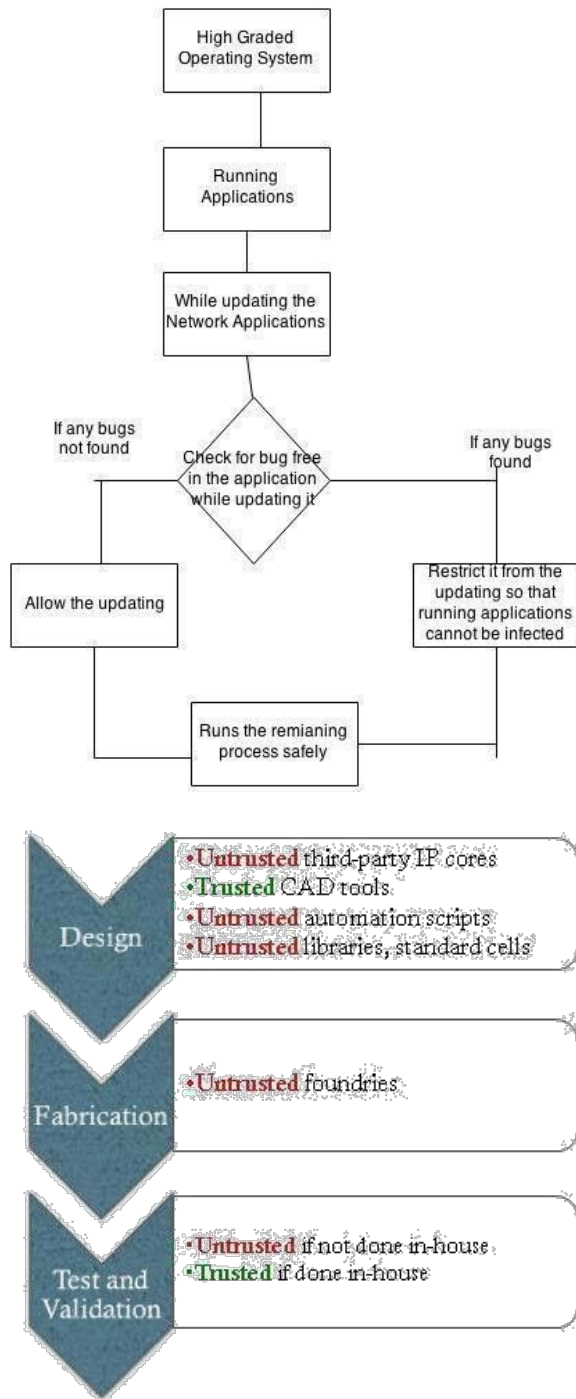 High Graded
Operating System
Running
Applications
While updating the
Network Applications
If any bugs
not found
Check for bug free
in the application
while updating it
If any bugs
found
Allow the updating
Restrict it from the
updating so that
running applications
cannot be infected
Runs the remianing
process safely
Design
•Untrusted third-party IP cores
•Trusted CAD tools
•Untrusted automation scripts
•Untrusted libraries, standard cells
Fabrication
•Untrusted foundries
Test and
Validation
•Untrusted if not done in-house
•Trusted if done in-house